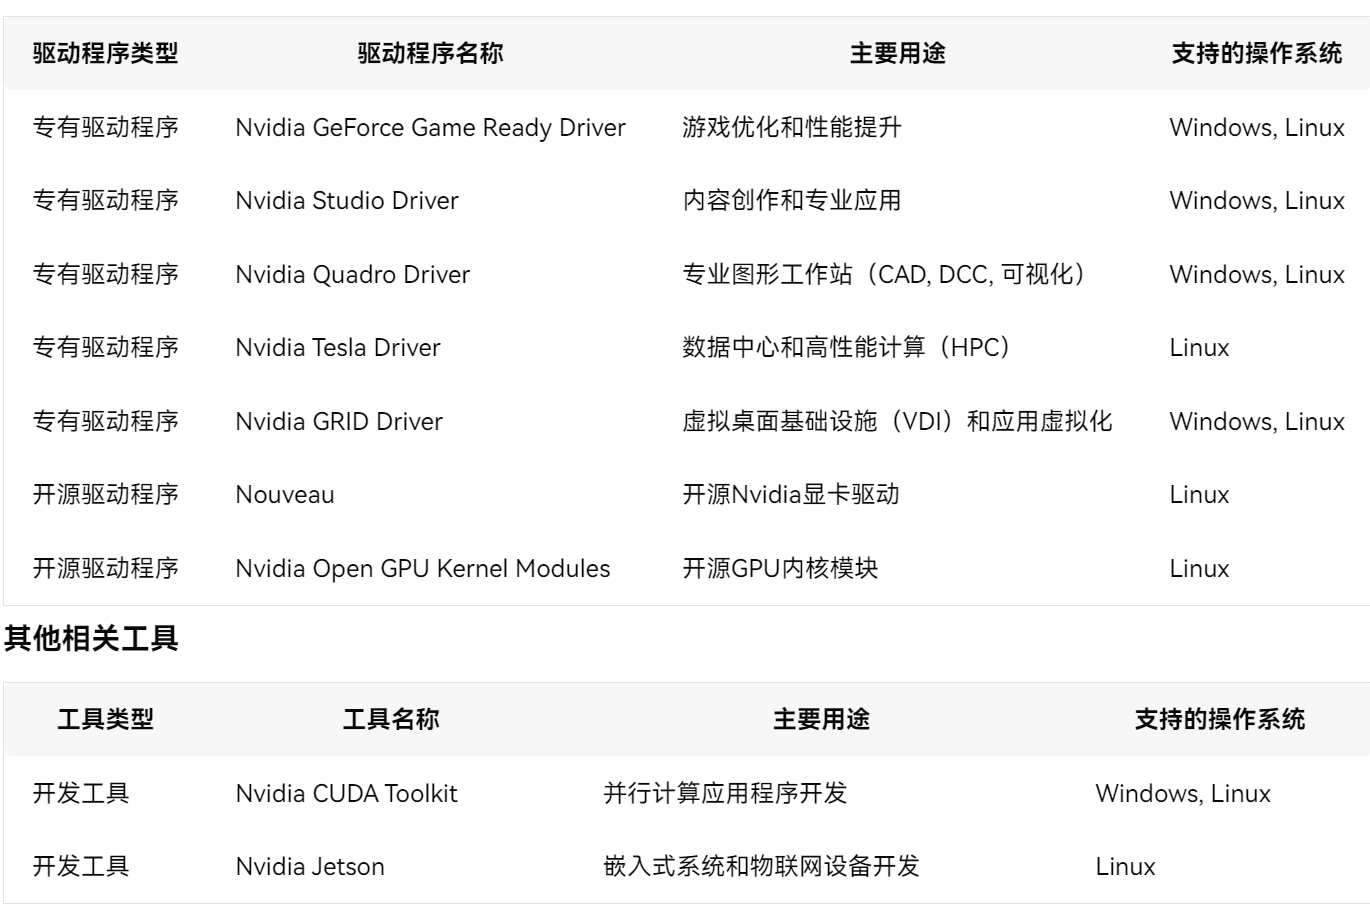 驱动程序类型 驱动程序名称 主要用途 支持的操作系统
专有驱动程序 Nvidia GeForce Game Ready Driver 游戏优化和性能提升 Windows, Linux
专有驱动程序 Nvidia Studio Driver 内容创作和专业应用 Windows, Linux
专有驱动程序 Nvidia Quadro Driver 专业图形工作站（CAD, DCC, 可视化） Windows, Linux
专有驱动程序 Nvidia Tesla Driver 数据中心和高性能计算（HPC） Linux
专有驱动程序 Nvidia GRID Driver 虚拟桌面基础设施（VDI）和应用虚拟化 Windows, Linux
开源驱动程序 Nouveau 开源Nvidia显卡驱动 Linux
开源驱动程序 Nvidia Open GPU Kernel Modules 开源GPU内核模块 Linux
其他相关工具
工具类型 工具名称 主要用途 支持的操作系统
开发工具 Nvidia CUDA Toolkit 并行计算应用程序开发 Windows, Linux
开发工具 Nvidia Jetson 嵌入式系统和物联网设备开发 Linux